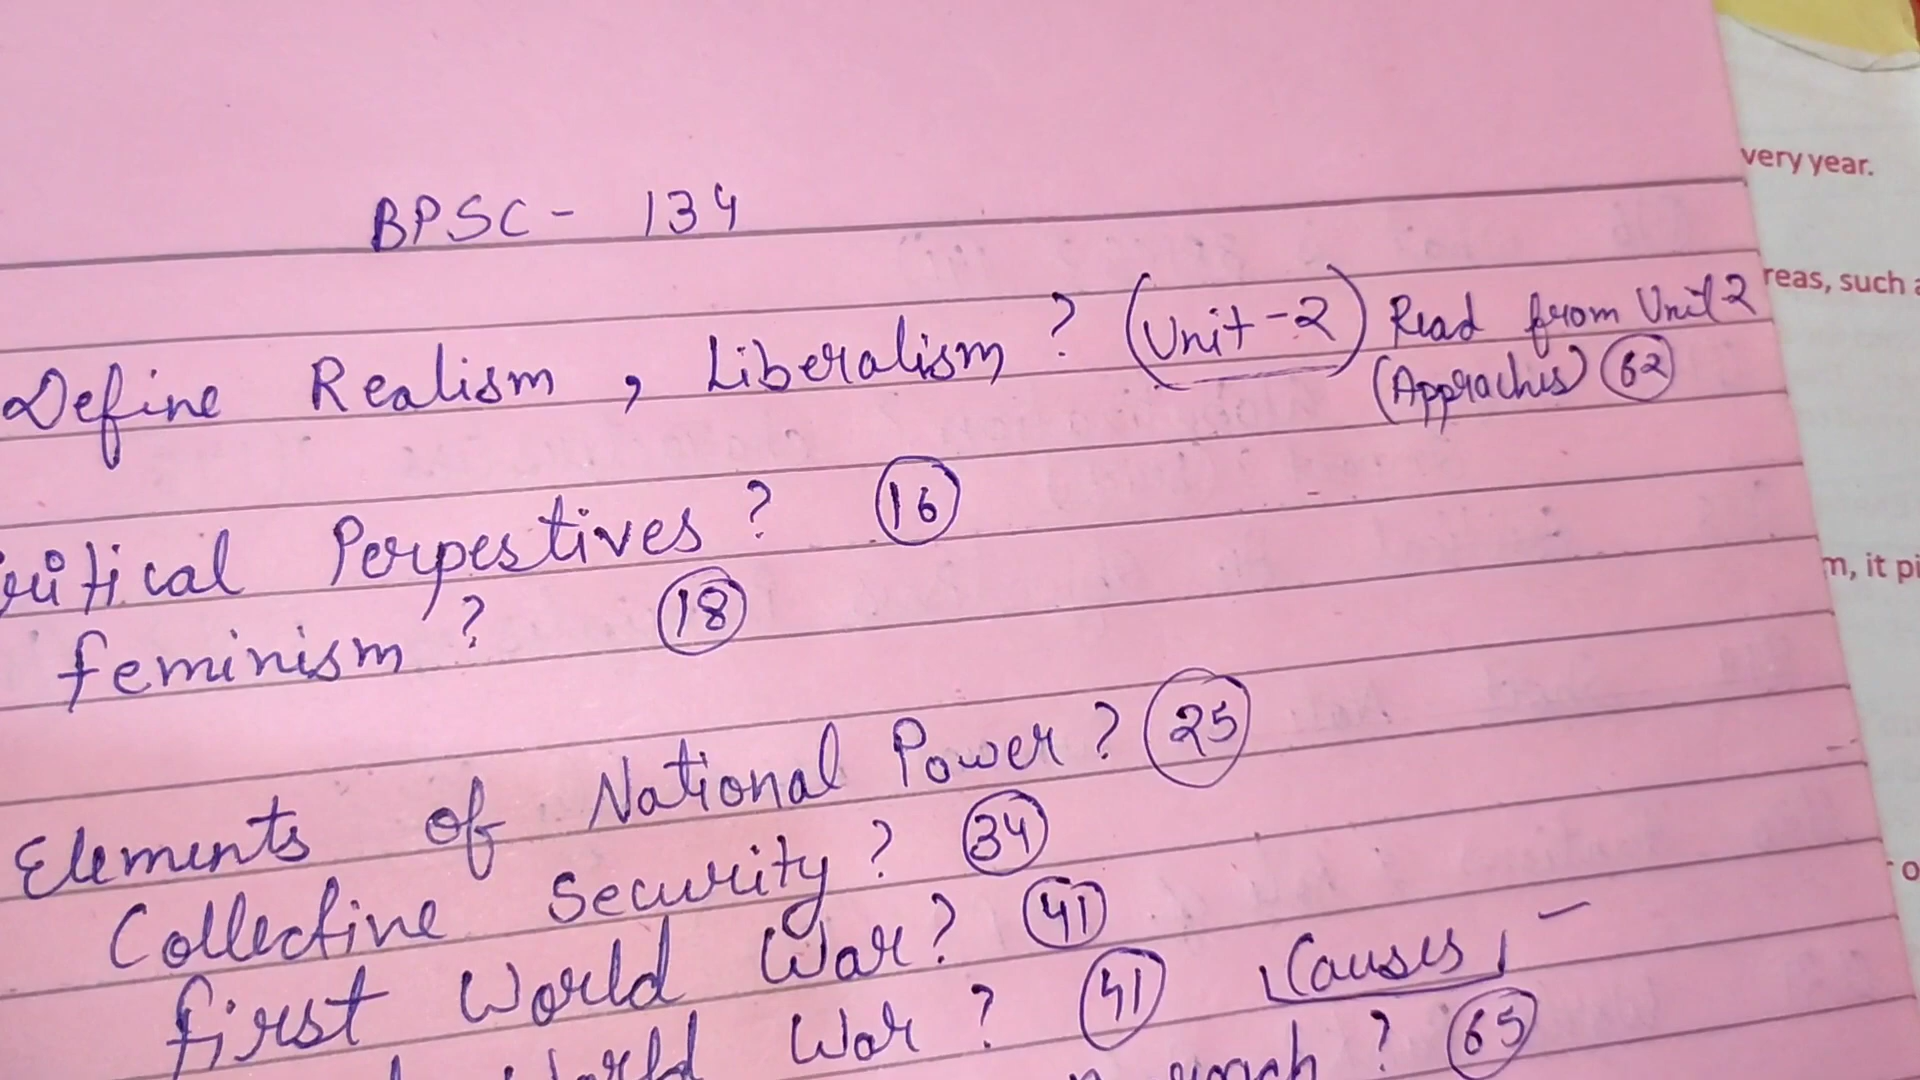 BPSC - 134
Define Realism, Liberalism? (Unit-2) Read from Unit 2
(Appraches) 62
Critical Perpestives? 16
feminism? 18
Elements of National Power? 25
Collective Security? 34
first World War? 41
World War? 41 Causes, -
65
very year.
reas, such a
m, it pi